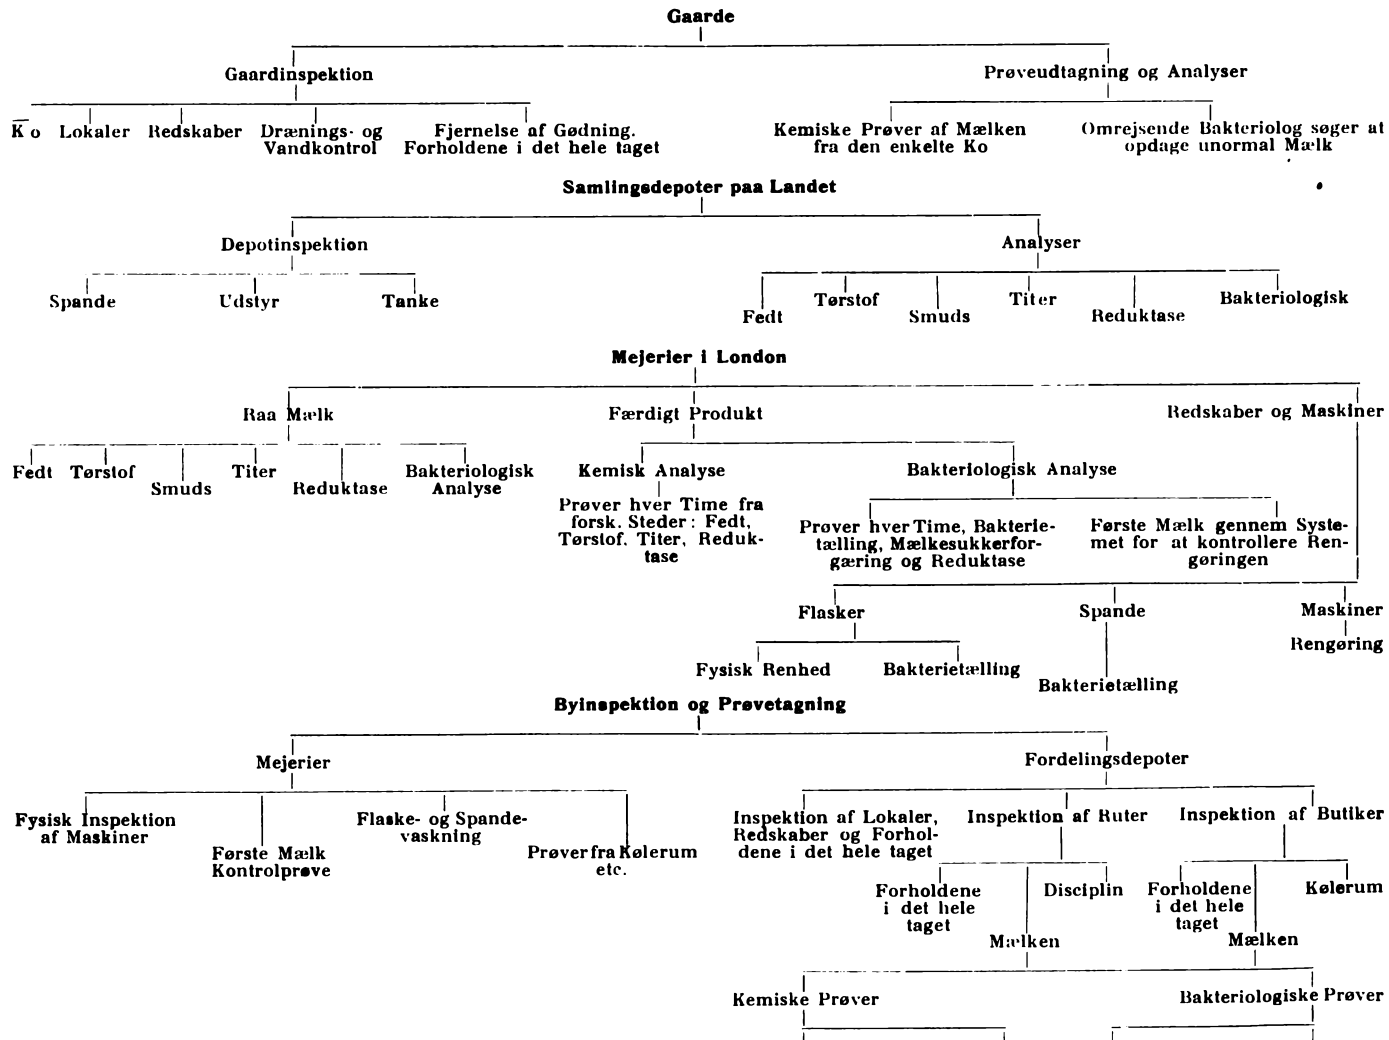 Gaarde
Gaardinspektion
Prøveudtagning og Analyser
Ko
Lokaler
Redskaber
Drænings- og
Vandkontrol
Fjernelse af Gødning.
Forholdene i det hele taget
Kemiske Prøver af Mælken
fra den enkelte Ko
Omrejsende Bakteriolog søger at
opdage unormal Mælk
Samlingsdepoter paa Landet
Depotinspektion
Analyser
Spande
Udstyr
Tanke
Fedt
Tørstof
Smuds
Titer
Reduktase
Bakteriologisk
Mejerier i London
Raa Mælk
Færdigt Produkt
Redskaber og Maskiner
Fedt
Tørstof
Smuds
Titer
Reduktase
Bakteriologisk
Analyse
Kemisk Analyse
Prøver hver Time fra
forsk. Steder: Fedt,
Tørstof, Titer, Reduk-
tase
Bakteriologisk Analyse
Prøver hver Time, Bakterie-
tælling, Mælkesukkerfor-
gæring og Reduktase
Første Mælk gennem Syste-
met for at kontrollere Ren-
gøringen
Flasker
Spande
Maskiner
Rengøring
Fysisk Renhed
Bakterietælling
Bakterietælling
Byinspektion og Prøvetagning
Mejerier
Fordelingsdepoter
Fysisk Inspektion
af Maskiner
Første Mælk
Kontrolprøve
Flaske- og Spande-
vaskning
Prøver fra Kølerum
etc.
Inspektion af Lokaler,
Redskaber og Forhol-
dene i det hele taget
Inspektion af Ruter
Inspektion af Butiker
Forholdene
i det hele
taget
Mælken
Disciplin
Forholdene
i det hele
taget
Mælken
Kølerum
Kemiske Prøver
Bakteriologiske Prøver